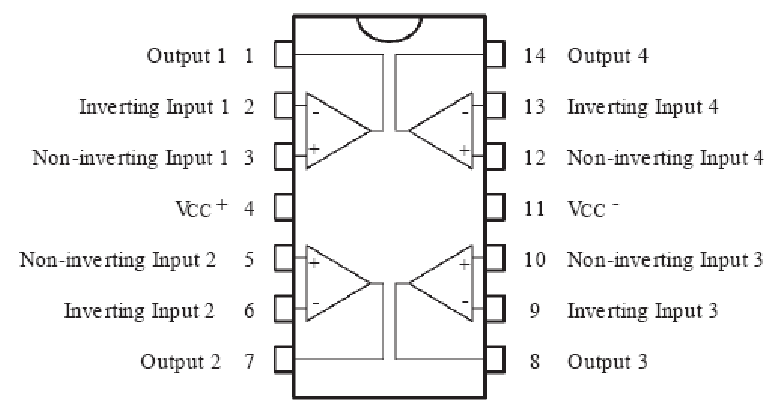 Output 1 1 14 Output 4
Inverting Input 1 2 - - 13 Inverting Input 4
Non-inverting Input 1 3 + + 12 Non-inverting Input 4
VCC + 4 11 VCC -
Non-inverting Input 2 5 + + 10 Non-inverting Input 3
Inverting Input 2 6 - - 9 Inverting Input 3
Output 2 7 8 Output 3